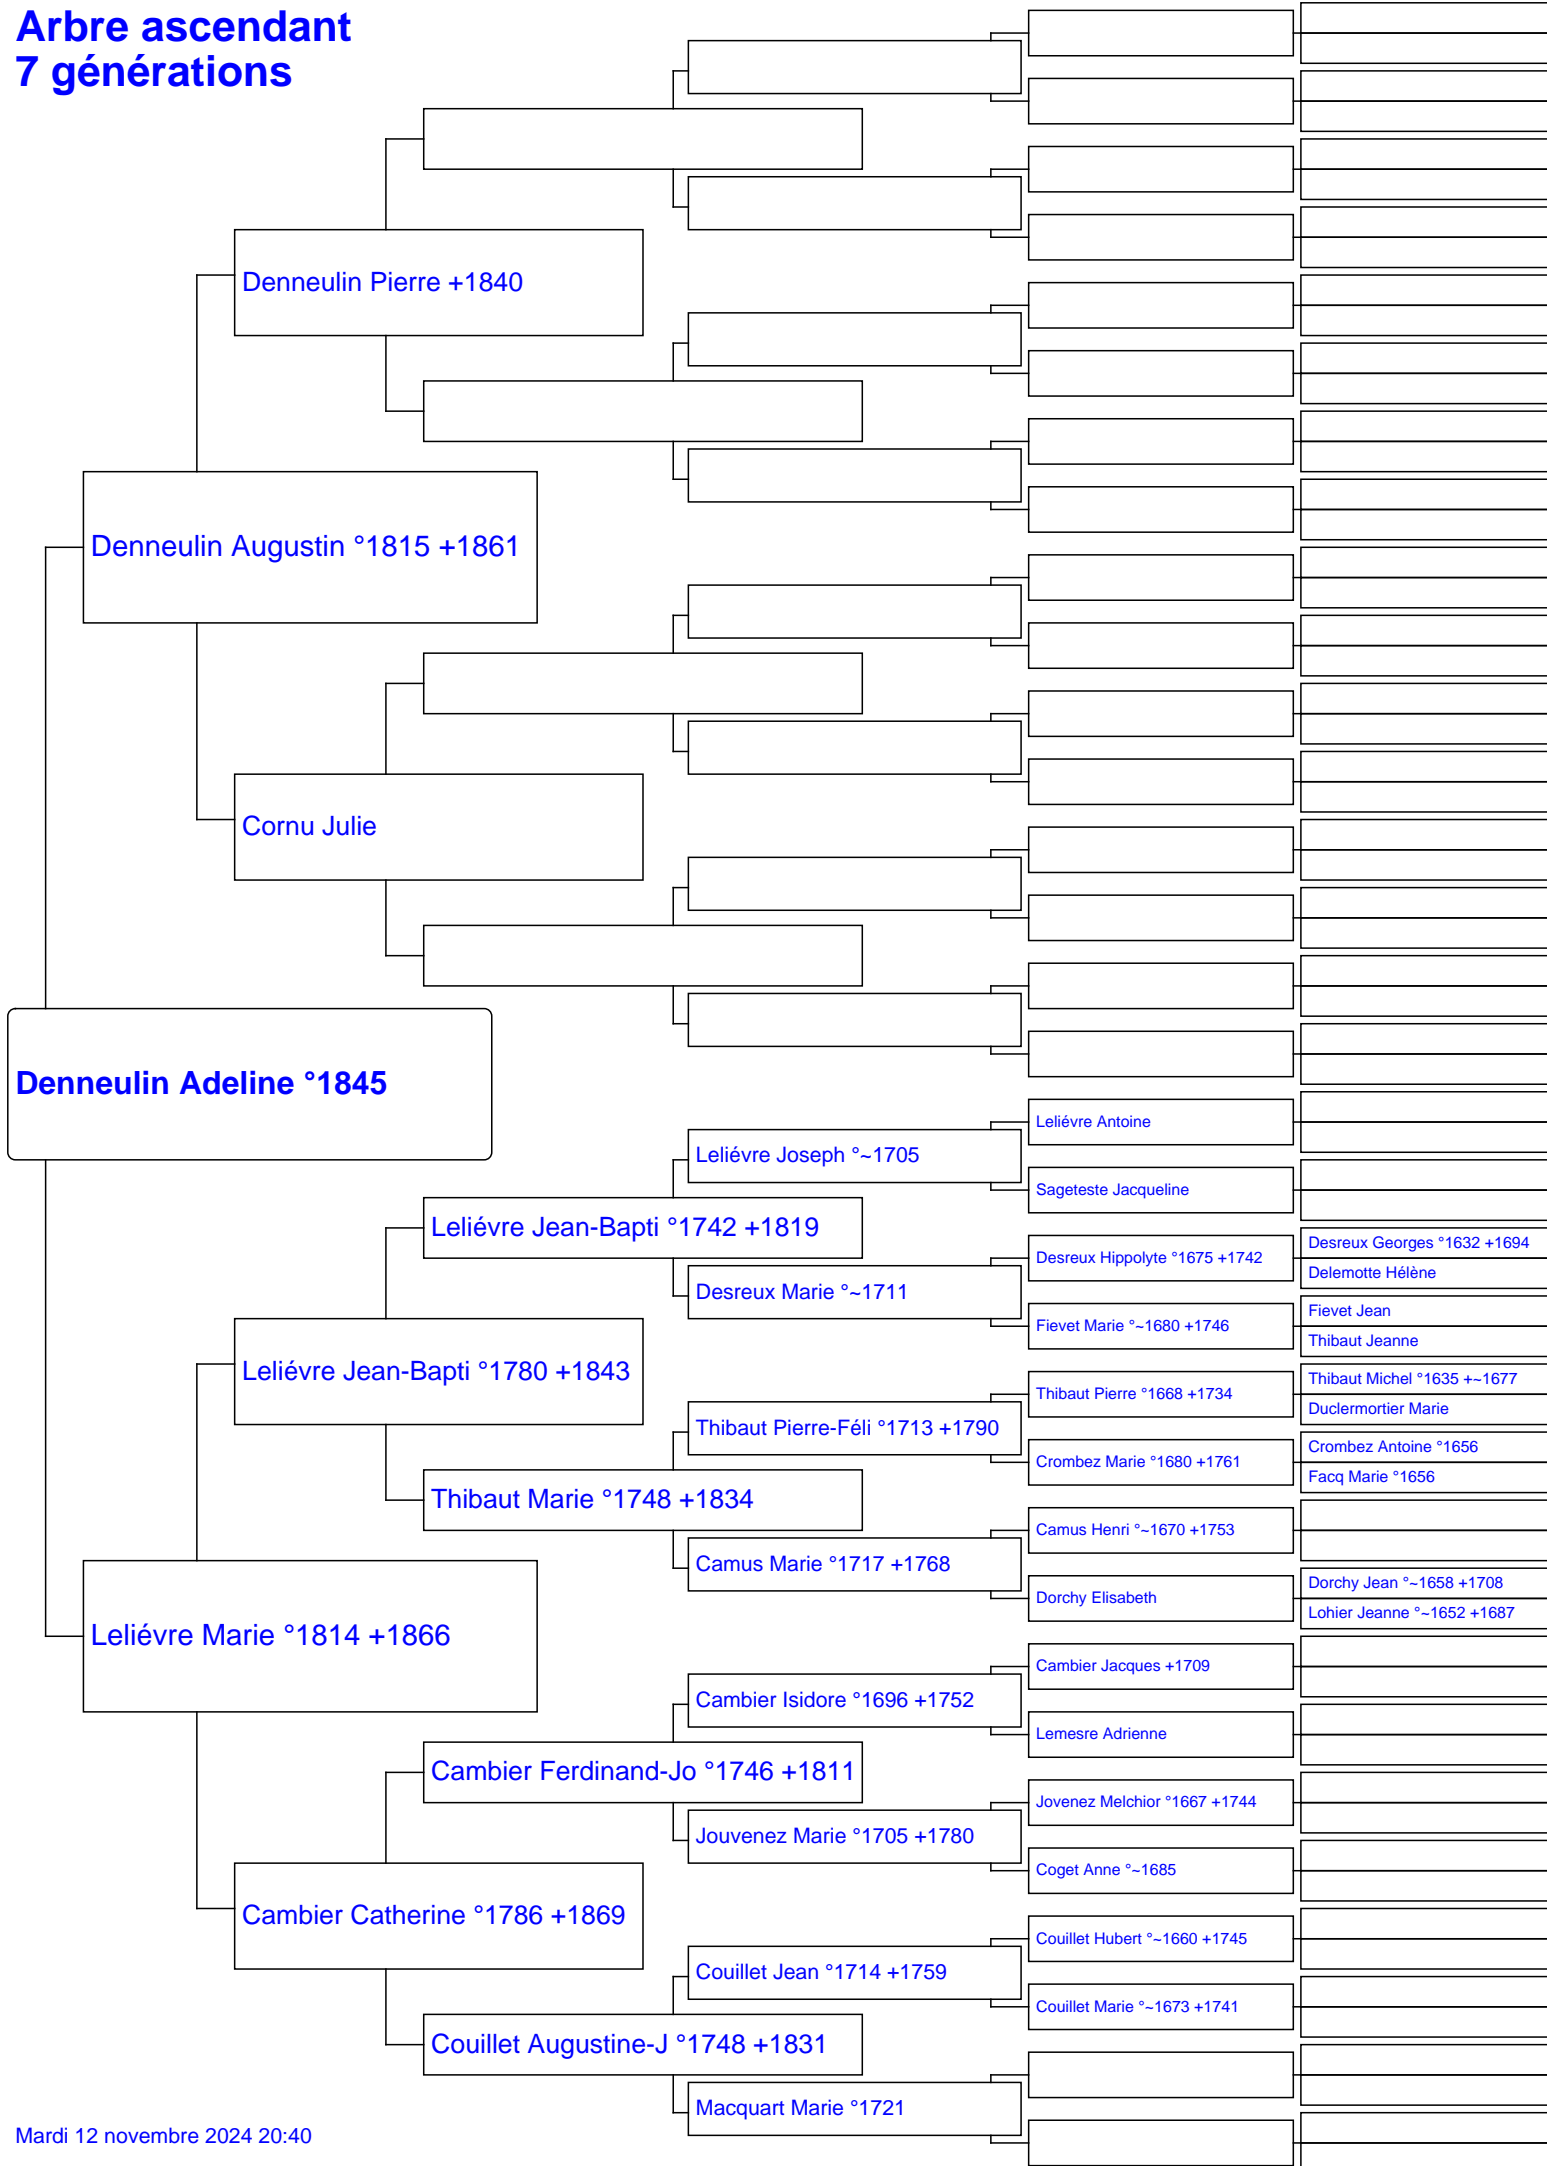 Arbre ascendant
7 générations
Denneulin Pierre +1840
Denneulin Augustin °1815 +1861
Cornu Julie
Denneulin Adeline °1845
Leliévre Antoine
Leliévre Joseph °~1705
Sageteste Jacqueline
Leliévre Jean-Bapti °1742 +1819
Desreux Georges °1632 +1694
Desreux Hippolyte °1675 +1742
Delemotte Hélène
Desreux Marie °~1711
Fievet Jean
Fievet Marie °~1680 +1746
Thibaut Jeanne
Leliévre Jean-Bapti °1780 +1843
Thibaut Michel °1635 +~1677
Thibaut Pierre °1668 +1734
Duclermortier Marie
Thibaut Pierre-Féli °1713 +1790
Crombez Antoine °1656
Crombez Marie °1680 +1761
Facq Marie °1656
Thibaut Marie °1748 +1834
Camus Henri °~1670 +1753
Camus Marie °1717 +1768
Dorchy Jean °~1658 +1708
Dorchy Elisabeth
Lohier Jeanne °~1652 +1687
Leliévre Marie °1814 +1866
Cambier Jacques +1709
Cambier Isidore °1696 +1752
Lemesre Adrienne
Cambier Ferdinand-Jo °1746 +1811
Jovenez Melchior °1667 +1744
Jouvenez Marie °1705 +1780
Coget Anne °~1685
Cambier Catherine °1786 +1869
Couillet Hubert °~1660 +1745
Couillet Jean °1714 +1759
Couillet Marie °~1673 +1741
Couillet Augustine-J °1748 +1831
Macquart Marie °1721
Mardi 12 novembre 2024 20:40